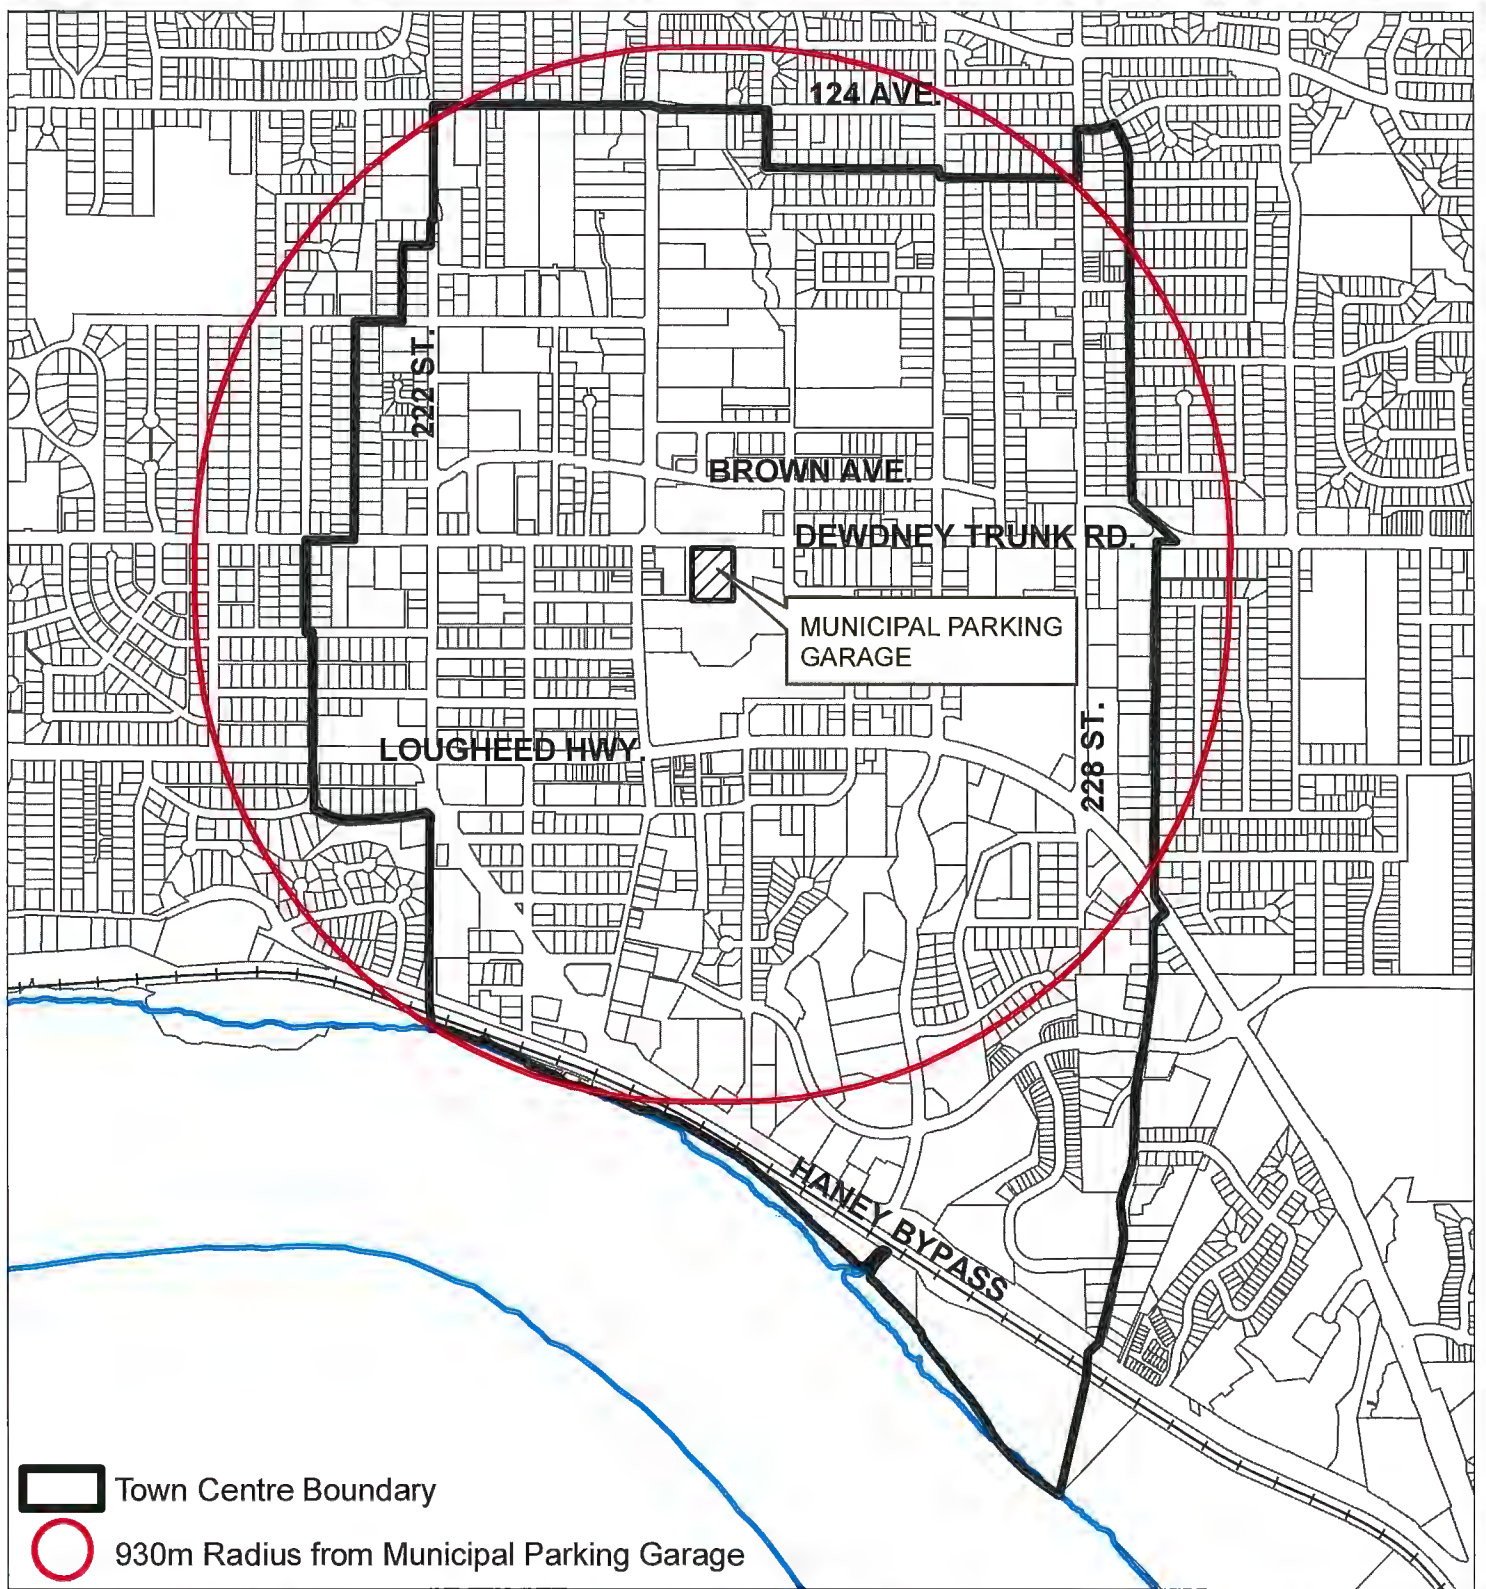 124 AVE.
222 ST.
BROWN AVE.
DEWDNEY TRUNK RD.
MUNICIPAL PARKING
GARAGE
LOUGHEED HWY.
228 ST.
HANEY BYPASS
Town Centre Boundary
930m Radius from Municipal Parking Garage